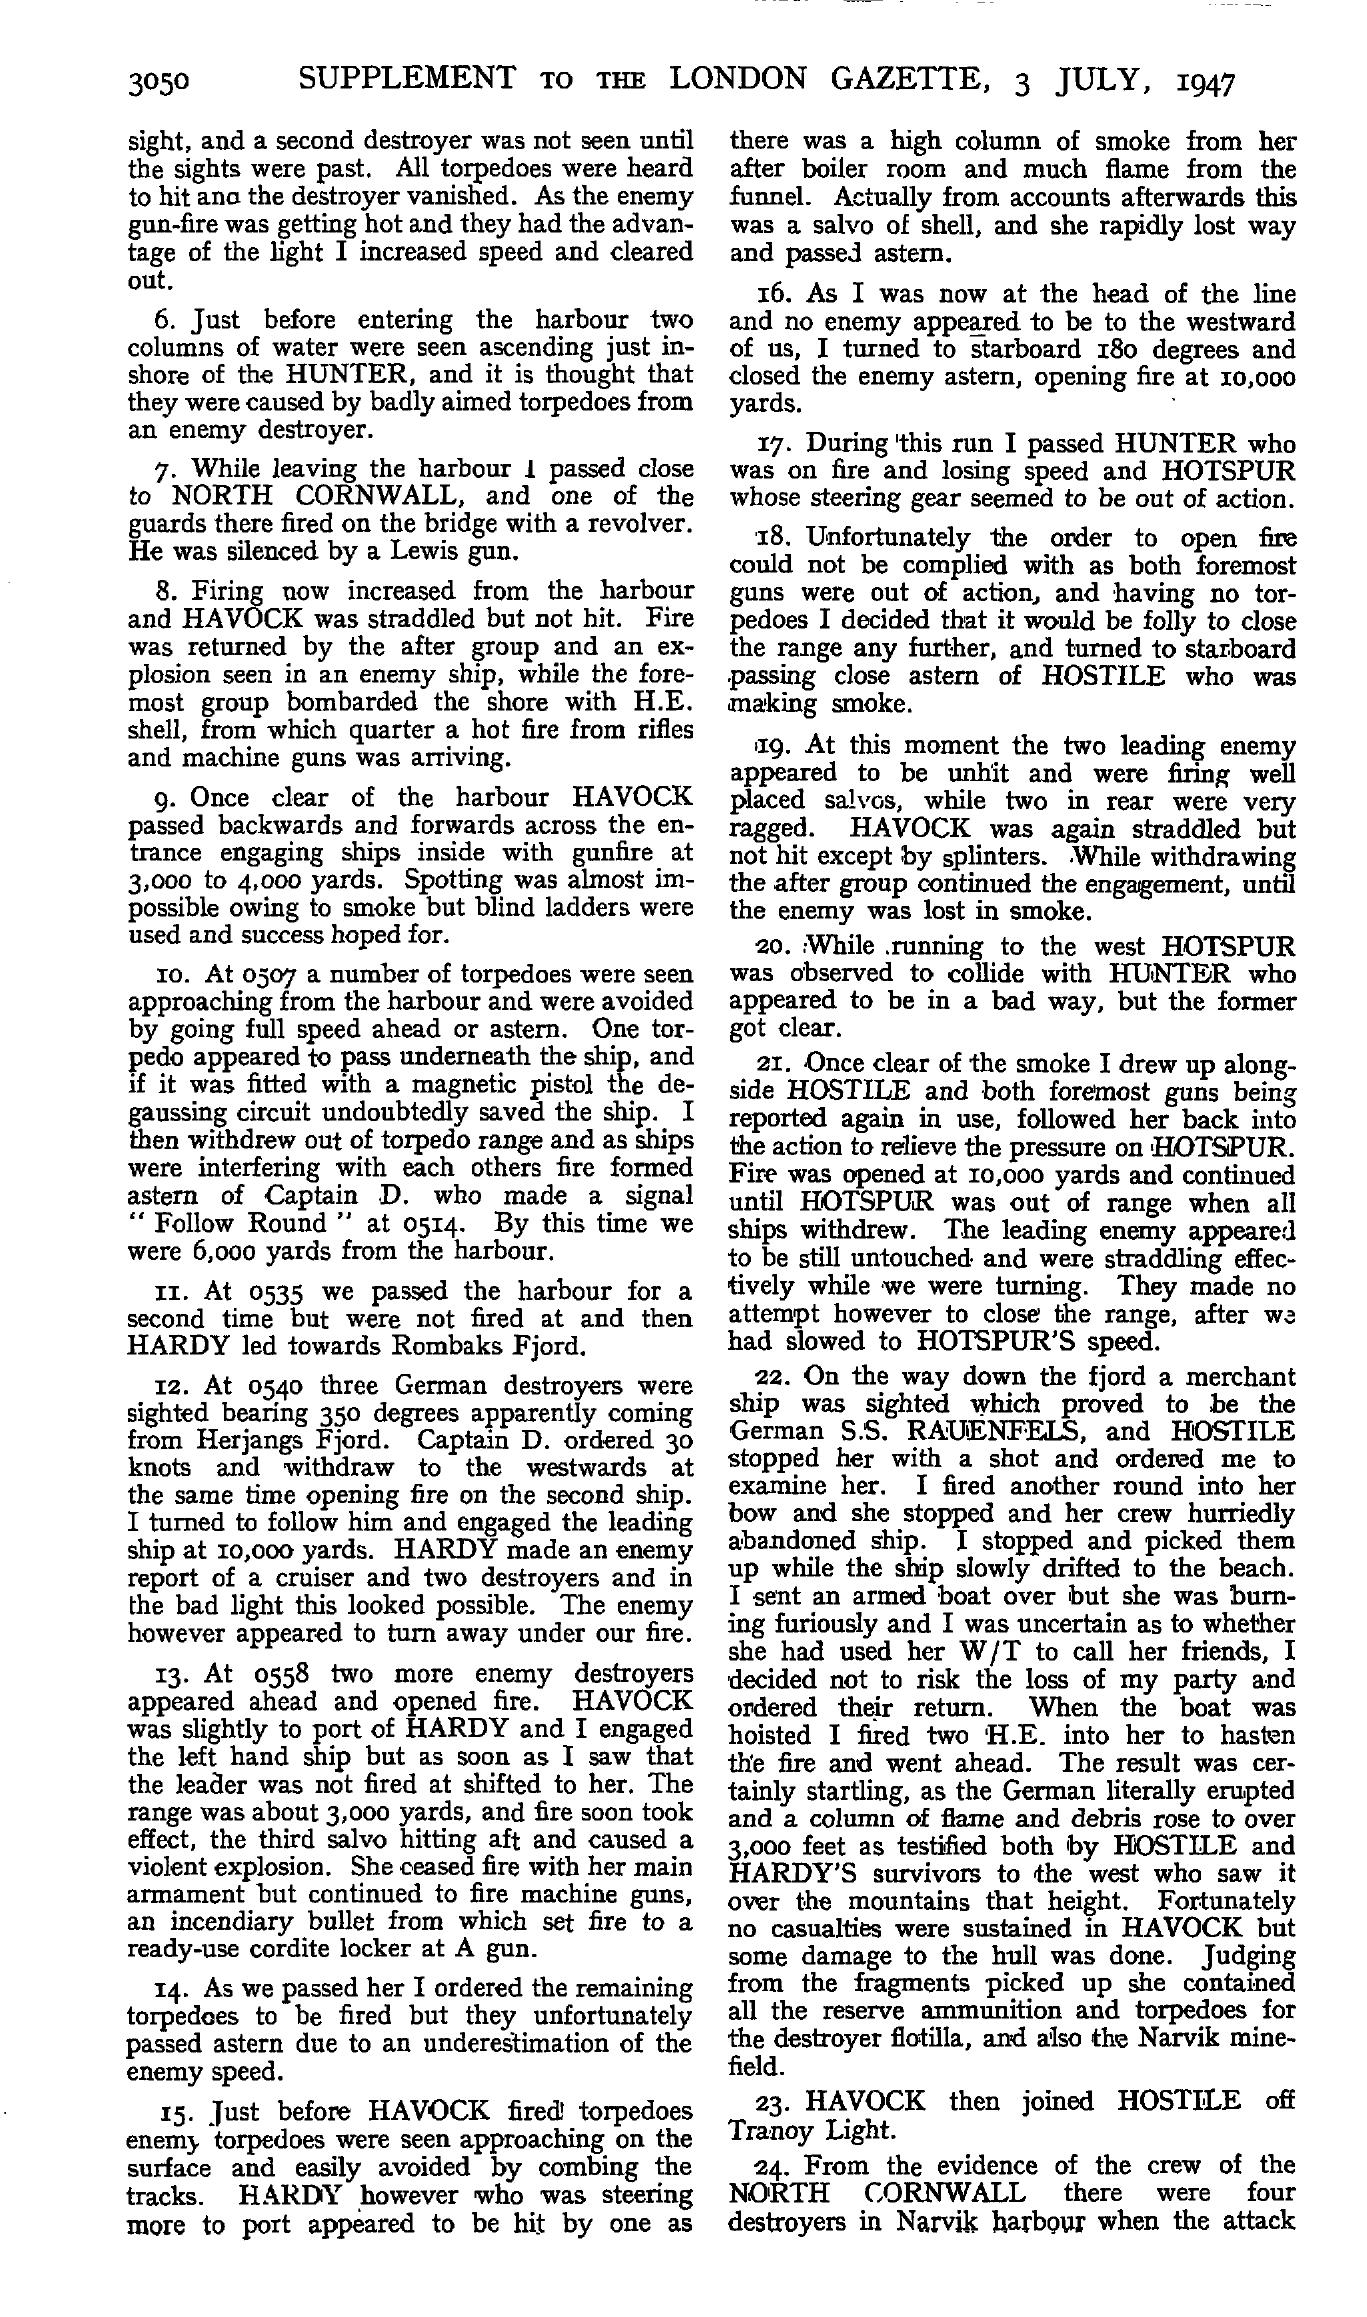 3050 SUPPLEMENT TO THE LONDON GAZETTE, 3 JULY, 1947
sight, and a second destroyer was not seen until
the sights were past. All torpedoes were heard
to hit and the destroyer vanished. As the enemy
gun-fire was getting hot and they had the advan-
tage of the light I increased speed and cleared
out.
6. Just before entering the harbour two
columns of water were seen ascending just in-
shore of the HUNTER, and it is thought that
they were caused by badly aimed torpedoes from
an enemy destroyer.
7. While leaving the harbour I passed close
to NORTH CORNWALL, and one of the
guards there fired on the bridge with a revolver.
He was silenced by a Lewis gun.
8. Firing now increased from the harbour
and HAVOCK was straddled but not hit. Fire
was returned by the after group and an ex-
plosion seen in an enemy ship, while the fore-
most group bombarded the shore with H.E.
shell, from which quarter a hot fire from rifles
and machine guns was arriving.
9. Once clear of the harbour HAVOCK
passed backwards and forwards across the en-
trance engaging ships inside with gunfire at
3,000 to 4,000 yards. Spotting was almost im-
possible owing to smoke but blind ladders were
used and success hoped for.
10. At 0507 a number of torpedoes were seen
approaching from the harbour and were avoided
by going full speed ahead or astern. One tor-
pedo appeared to pass underneath the ship, and
if it was fitted with a magnetic pistol the de-
gaussing circuit undoubtedly saved the ship. I
then withdrew out of torpedo range and as ships
were interfering with each others fire formed
astern of Captain D. who made a signal
" Follow Round " at 0514. By this time we
were 6,000 yards from the harbour.
11. At 0535 we passed the harbour for a
second time but were not fired at and then
HARDY led towards Rombaks Fjord.
12. At 0540 three German destroyers were
sighted bearing 350 degrees apparently coming
from Herjangs Fjord. Captain D. ordered 30
knots and withdraw to the westwards at
the same time opening fire on the second ship.
I turned to follow him and engaged the leading
ship at 10,000 yards. HARDY made an enemy
report of a cruiser and two destroyers and in
the bad light this looked possible. The enemy
however appeared to turn away under our fire.
13. At 0558 two more enemy destroyers
appeared ahead and opened fire. HAVOCK
was slightly to port of HARDY and I engaged
the left hand ship but as soon as I saw that
the leader was not fired at shifted to her. The
range was about 3,000 yards, and fire soon took
effect, the third salvo hitting aft and caused a
violent explosion. She ceased fire with her main
armament but continued to fire machine guns,
an incendiary bullet from which set fire to a
ready-use cordite locker at A gun.
14. As we passed her I ordered the remaining
torpedoes to be fired but they unfortunately
passed astern due to an underestimation of the
enemy speed.
15. Just before HAVOCK fired torpedoes
enemy torpedoes were seen approaching on the
surface and easily avoided by combing the
tracks. HARDY however who was steering
more to port appeared to be hit by one as
there was a high column of smoke from her
after boiler room and much flame from the
funnel. Actually from accounts afterwards this
was a salvo of shell, and she rapidly lost way
and passed astern.
16. As I was now at the head of the line
and no enemy appeared to be to the westward
of us, I turned to starboard 180 degrees and
closed the enemy astern, opening fire at 10,000
yards.
17. During this run I passed HUNTER who
was on fire and losing speed and HOTSPUR
whose steering gear seemed to be out of action.
18. Unfortunately the order to open fire
could not be complied with as both foremost
guns were out of action, and having no tor-
pedoes I decided that it would be folly to close
the range any further, and turned to starboard
passing close astern of HOSTILE who was
making smoke.
19. At this moment the two leading enemy
appeared to be unhit and were firing well
placed salvos, while two in rear were very
ragged. HAVOCK was again straddled but
not hit except by splinters. While withdrawing
the after group continued the engagement, until
the enemy was lost in smoke.
20. While running to the west HOTSPUR
was observed to collide with HUNTER who
appeared to be in a bad way, but the former
got clear.
21. Once clear of the smoke I drew up along-
side HOSTILE and both foremost guns being
reported again in use, followed her back into
the action to relieve the pressure on HOTSPUR.
Fire was opened at 10,000 yards and continued
until HOTSPUR was out of range when all
ships withdrew. The leading enemy appeared
to be still untouched and were straddling effec-
tively while we were turning. They made no
attempt however to close the range, after we
had slowed to HOTSPUR'S speed.
22. On the way down the fjord a merchant
ship was sighted which proved to be the
German S.S. RAUENFELS, and HOSTILE
stopped her with a shot and ordered me to
examine her. I fired another round into her
bow and she stopped and her crew hurriedly
abandoned ship. I stopped and picked them
up while the ship slowly drifted to the beach.
I sent an armed boat over but she was burn-
ing furiously and I was uncertain as to whether
she had used her W/T to call her friends, I
decided not to risk the loss of my party and
ordered their return. When the boat was
hoisted I fired two H.E. into her to hasten
the fire and went ahead. The result was cer-
tainly startling, as the German literally erupted
and a column of flame and debris rose to over
3,000 feet as testified both by HOSTILE and
HARDY'S survivors to the west who saw it
over the mountains that height. Fortunately
no casualties were sustained in HAVOCK but
some damage to the hull was done. Judging
from the fragments picked up she contained
all the reserve ammunition and torpedoes for
the destroyer flotilla, and also the Narvik mine-
field.
23. HAVOCK then joined HOSTILE off
Tranoy Light.
24. From the evidence of the crew of the
NORTH CORNWALL there were four
destroyers in Narvik harbour when the attack